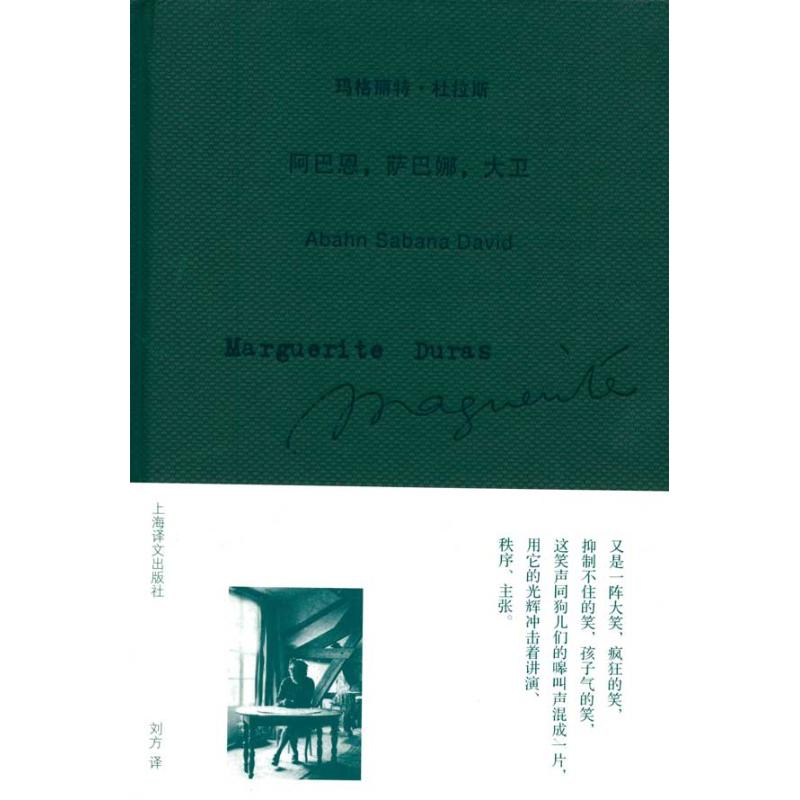 玛格丽特·杜拉斯
阿巴恩，萨巴娜，大卫
Abahn Sabana David
Marguerite Duras
Marguerite
又是一阵大笑、疯狂的笑，
抑制不住的笑，孩子气的笑，
这笑声同狗儿们的嗥叫声混成一片，
用它的光辉冲击着讲演、
秩序、主张。
上海译文出版社
刘方 译